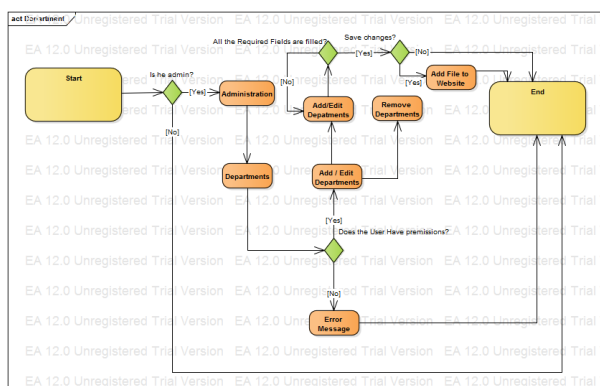 act Department
EA 12.0 Unregistered Trial Version
All the Required Fields are filled?
Save changes?
[No]
[Yes]
Start
Is he admin?
[Yes]
Administration
[No]
Add/Edit
Depatments
Remove
Departments
Add File to
Website
[Yes]
End
[No]
Departments
Add / Edit
Departments
[Yes]
Does the User Have premissions?
[No]
Error
Message